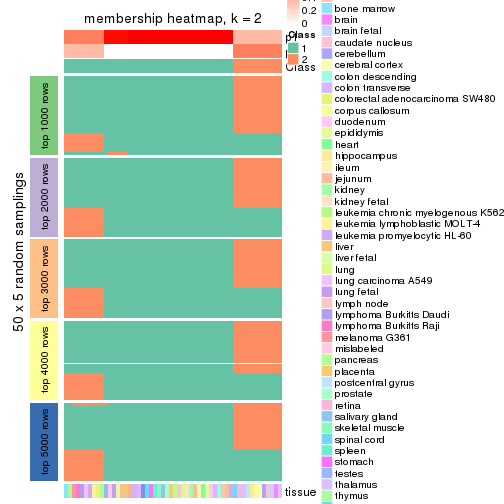 membership heatmap, k = 2
50 x 5 random samplings
top 1000 rows
top 2000 rows
top 3000 rows
top 4000 rows
top 5000 rows
Class
tissue
0.2
0
Class
1
2
bone marrow
brain
brain fetal
caudate nucleus
cerebellum
cerebral cortex
colon descending
colon transverse
colorectal adenocarcinoma SW480
corpus callosum
duodenum
epididymis
heart
hippocampus
ileum
jejunum
kidney
kidney fetal
leukemia chronic myelogenous K562
leukemia lymphoblastic MOLT-4
leukemia promyelocytic HL-60
liver
liver fetal
lung
lung carcinoma A549
lung fetal
lymph node
lymphoma Burkitts Daudi
lymphoma Burkitts Raji
melanoma G361
mislabeled
pancreas
placenta
postcentral gyrus
prostate
retina
salivary gland
skeletal muscle
spinal cord
spleen
stomach
testes
thalamus
thymus